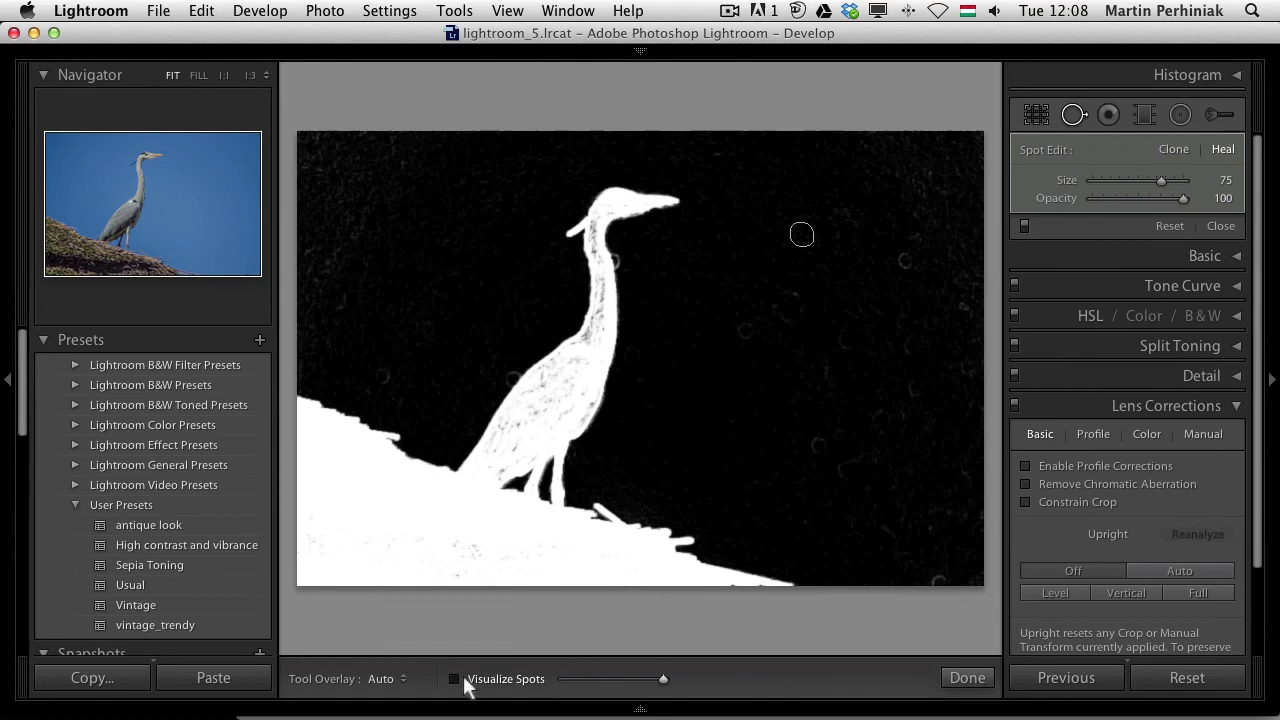 Lightroom File Edit Develop Photo Settings Tools View Window Help 1 Tue 12:08 Martin Perhiniak
lightroom_5.lrcat – Adobe Photoshop Lightroom – Develop
Navigator FIT FILL 1:1 1:3
Histogram
Spot Edit : Clone | Heal
Size 75
Opacity 100
Reset | Close
Basic
Tone Curve
HSL / Color / B & W
Split Toning
Detail
Lens Corrections
Basic | Profile | Color | Manual
Enable Profile Corrections
Remove Chromatic Aberration
Constrain Crop
Upright Reanalyze
Off Auto
Level Vertical Full
Upright resets any Crop or Manual
Transform currently applied. To preserve
Presets +
Lightroom B&W Filter Presets
Lightroom B&W Presets
Lightroom B&W Toned Presets
Lightroom Color Presets
Lightroom Effect Presets
Lightroom General Presets
Lightroom Video Presets
User Presets
antique look
High contrast and vibrance
Sepia Toning
Usual
Vintage
vintage_trendy
Snapshots +
Copy... Paste
Tool Overlay : Auto Visualize Spots Done
Previous Reset